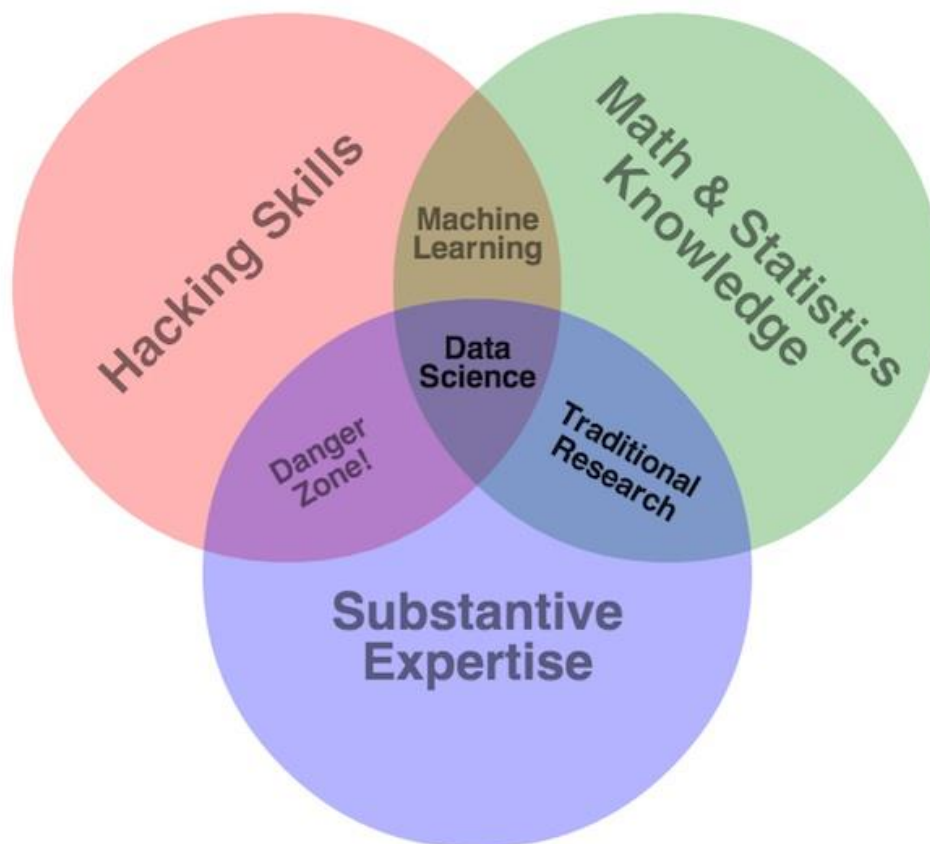 Hacking Skills
Math & Statistics
Knowledge
Machine
Learning
Data
Science
Danger
Zone!
Traditional
Research
Substantive
Expertise